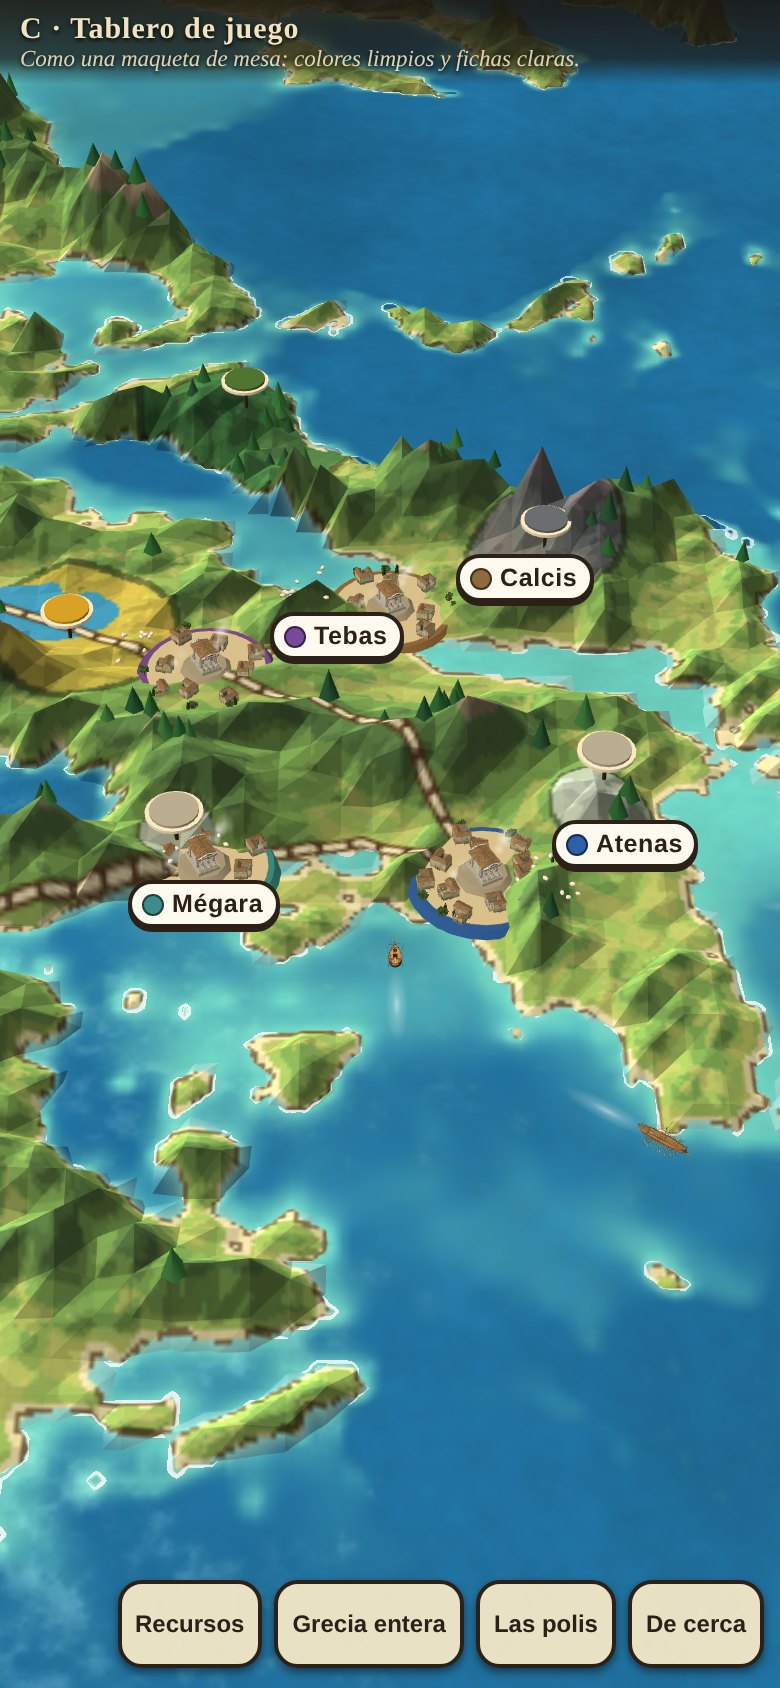 C · Tablero de juego
Como una maqueta de mesa: colores limpios y fichas claras.
Calcis
Tebas
Atenas
Mégara
Recursos
Grecia entera
Las polis
De cerca